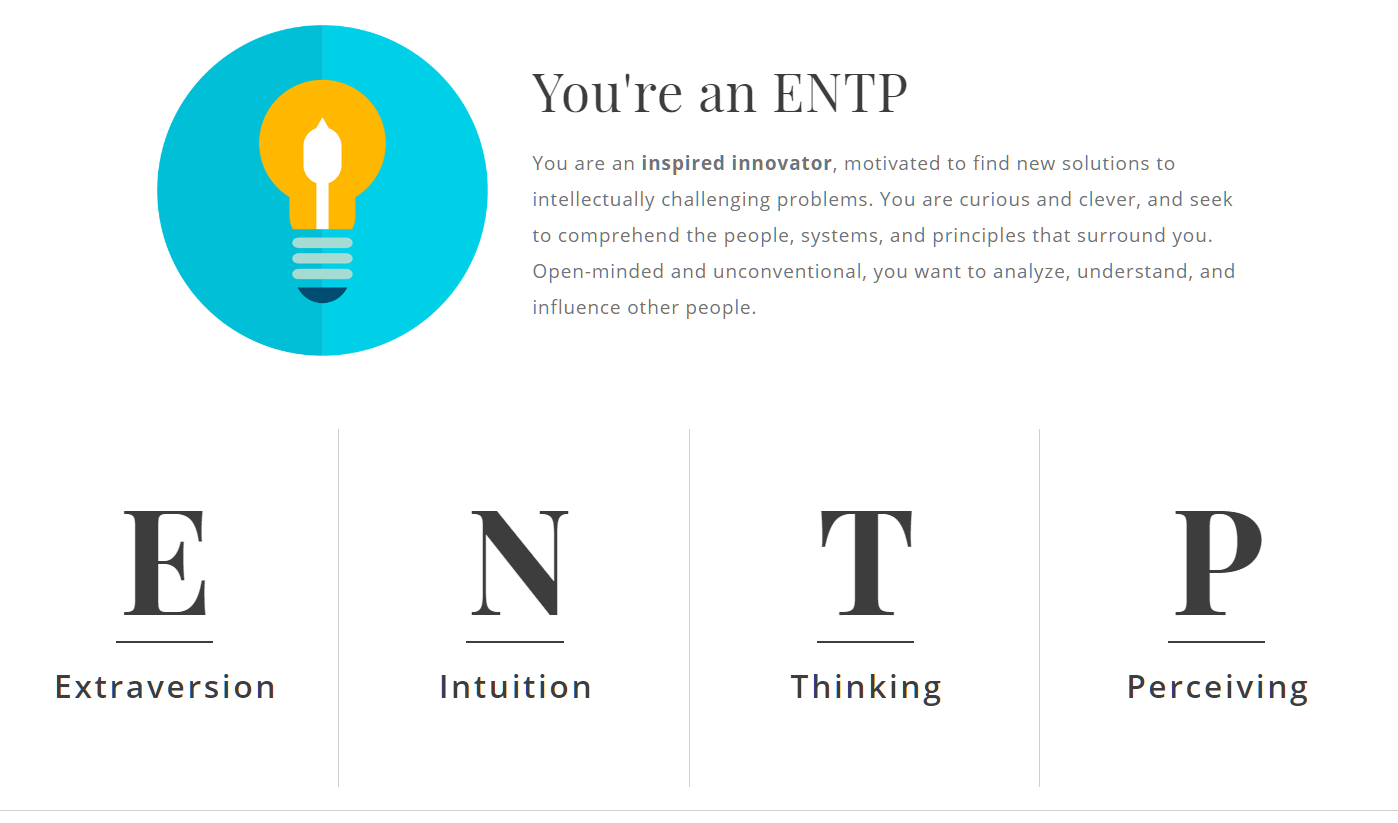 You're an ENTP
You are an inspired innovator, motivated to find new solutions to
intellectually challenging problems. You are curious and clever, and seek
to comprehend the people, systems, and principles that surround you.
Open-minded and unconventional, you want to analyze, understand, and
influence other people.
E
Extraversion
N
Intuition
T
Thinking
P
Perceiving